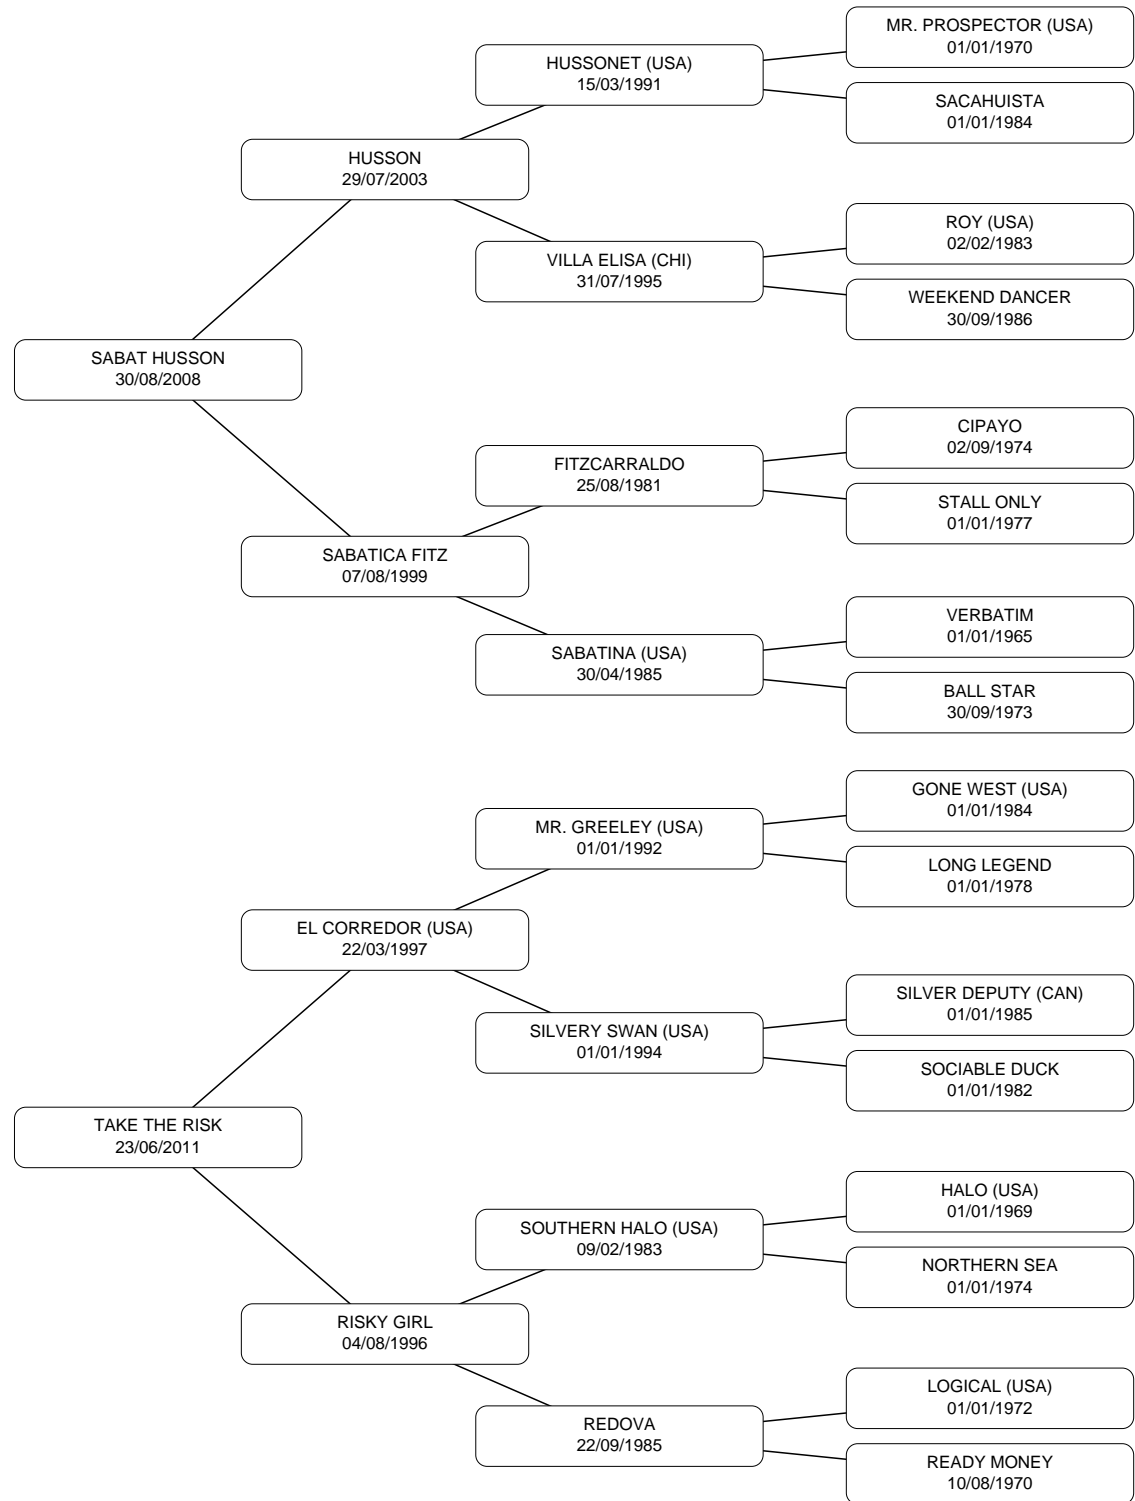 MR. PROSPECTOR (USA)
01/01/1970
HUSSONET (USA)
15/03/1991
SACAHUISTA
01/01/1984
HUSSON
29/07/2003
ROY (USA)
02/02/1983
VILLA ELISA (CHI)
31/07/1995
WEEKEND DANCER
30/09/1986
SABAT HUSSON
30/08/2008
CIPAYO
02/09/1974
FITZCARRALDO
25/08/1981
STALL ONLY
01/01/1977
SABATICA FITZ
07/08/1999
VERBATIM
01/01/1965
SABATINA (USA)
30/04/1985
BALL STAR
30/09/1973
GONE WEST (USA)
01/01/1984
MR. GREELEY (USA)
01/01/1992
LONG LEGEND
01/01/1978
EL CORREDOR (USA)
22/03/1997
SILVER DEPUTY (CAN)
01/01/1985
SILVERY SWAN (USA)
01/01/1994
SOCIABLE DUCK
01/01/1982
TAKE THE RISK
23/06/2011
HALO (USA)
01/01/1969
SOUTHERN HALO (USA)
09/02/1983
NORTHERN SEA
01/01/1974
RISKY GIRL
04/08/1996
LOGICAL (USA)
01/01/1972
REDOVA
22/09/1985
READY MONEY
10/08/1970